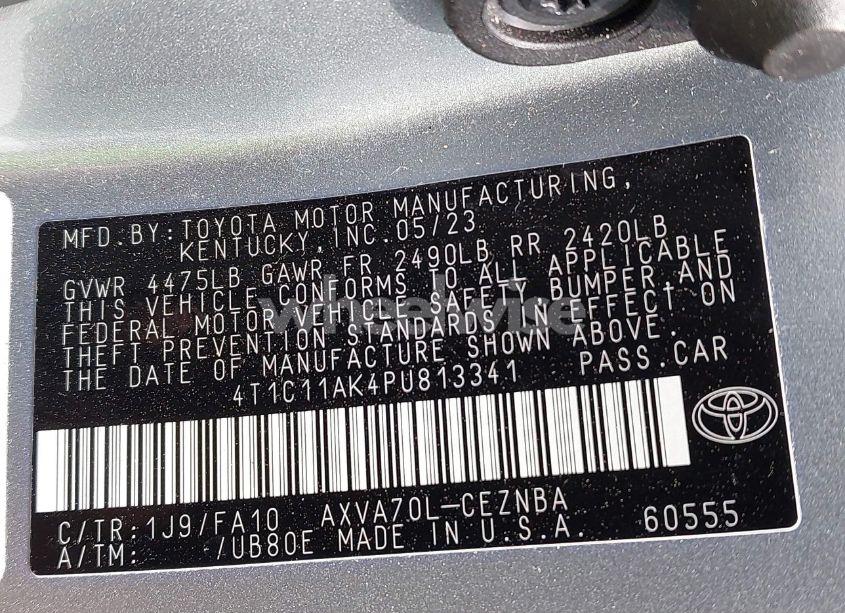 MFD.BY:TOYOTA MOTOR MANUFACTURING,
KENTUCKY,INC.05/23
GVWR 4475LB GAWR FR 2490LB RR 2420LB
THIS VEHICLE CONFORMS TO ALL APPLICABLE
FEDERAL MOTOR VEHICLE SAFETY,BUMPER,AND
THEFT PREVENTION STANDARDS IN EFFECT ON
THE DATE OF MANUFACTURE SHOWN ABOVE.
4T1C11AK4PU813341 PASS.CAR
C/TR:1J9/FA10 AXVA70L-CEZNBA
A/TM: /UB80E MADE IN U.S.A. 60555